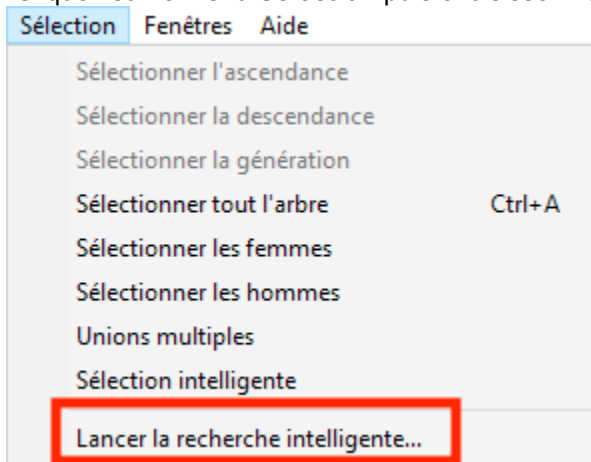 Sélection Fenêtres Aide
Sélectionner l'ascendance
Sélectionner la descendance
Sélectionner la génération
Sélectionner tout l'arbre Ctrl+A
Sélectionner les femmes
Sélectionner les hommes
Unions multiples
Sélection intelligente
Lancer la recherche intelligente...